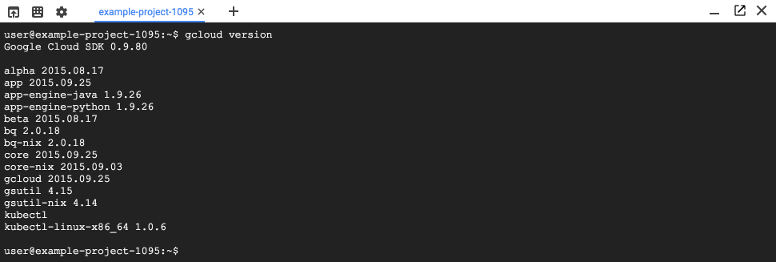 example-project-1095
user@example-project-1095:~$ gcloud version
Google Cloud SDK 0.9.80
alpha 2015.08.17
app 2015.09.25
app-engine-java 1.9.26
app-engine-python 1.9.26
beta 2015.08.17
bq 2.0.18
bq-nix 2.0.18
core 2015.09.25
core-nix 2015.09.03
gcloud 2015.09.25
gsutil 4.15
gsutil-nix 4.14
kubectl
kubectl-linux-x86_64 1.0.6
user@example-project-1095:~$